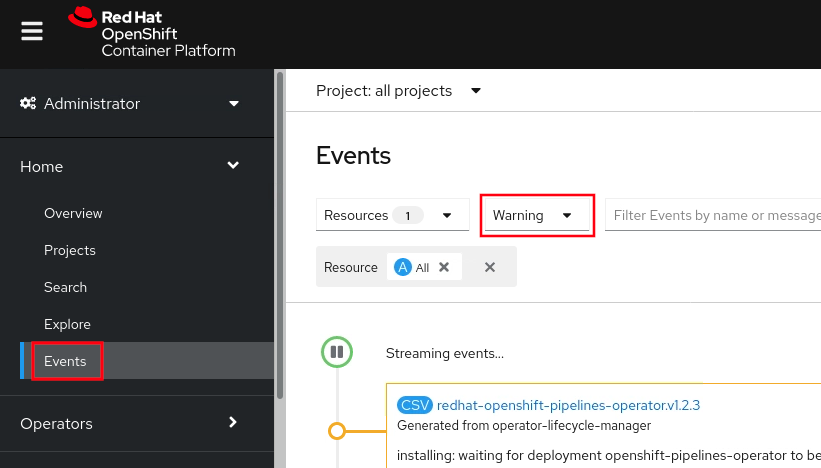 Red Hat
OpenShift
Container Platform
Administrator
Home
Overview
Projects
Search
Explore
Events
Operators
Project: all projects
Events
Resources 1
Warning
Filter Events by name or message
Resource A All
Streaming events...
CSV redhat-openshift-pipelines-operator.v1.2.3
Generated from operator-lifecycle-manager
installing: waiting for deployment openshift-pipelines-operator to be